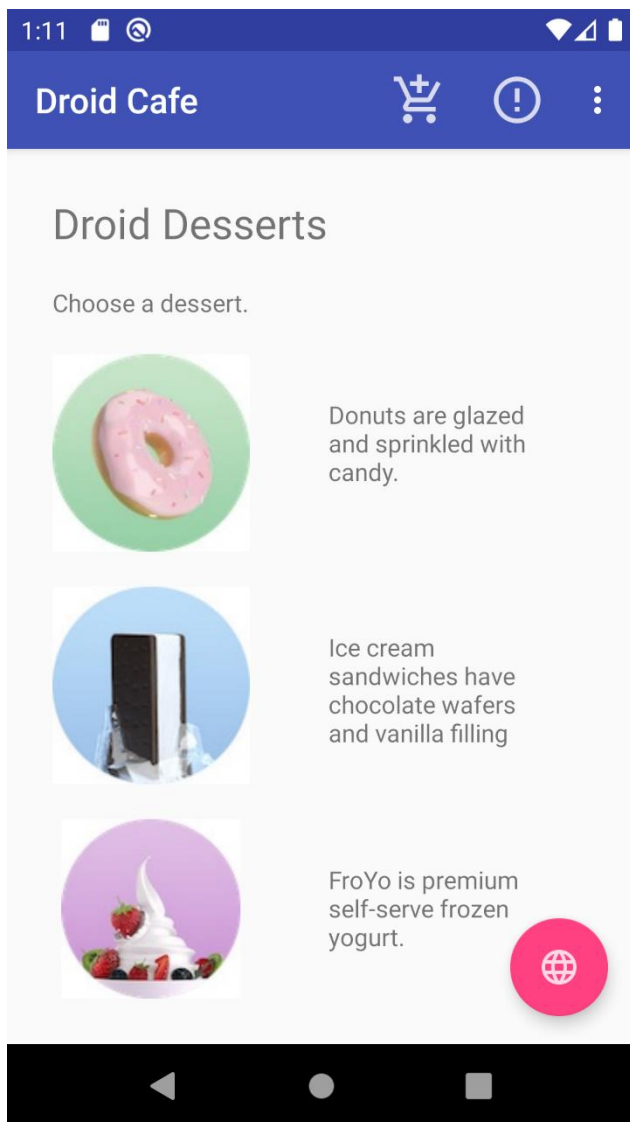 1:11
Droid Cafe
Droid Desserts
Choose a dessert.
Donuts are glazed
and sprinkled with
candy.
Ice cream
sandwiches have
chocolate wafers
and vanilla filling
FroYo is premium
self-serve frozen
yogurt.